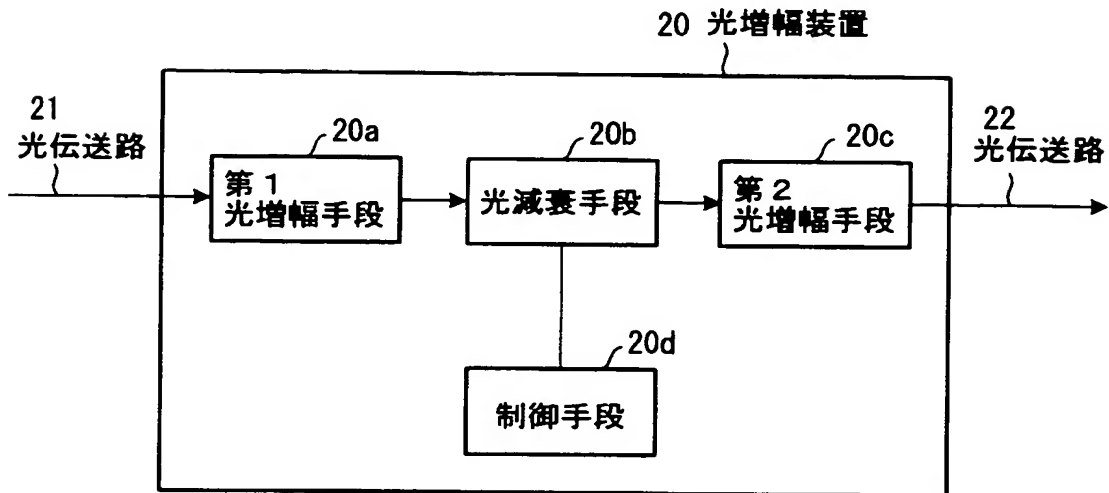 20 光増幅装置
21
光伝送路
20a
第1
光増幅手段
20b
光減衰手段
20c
第2
光増幅手段
22
光伝送路
20d
制御手段